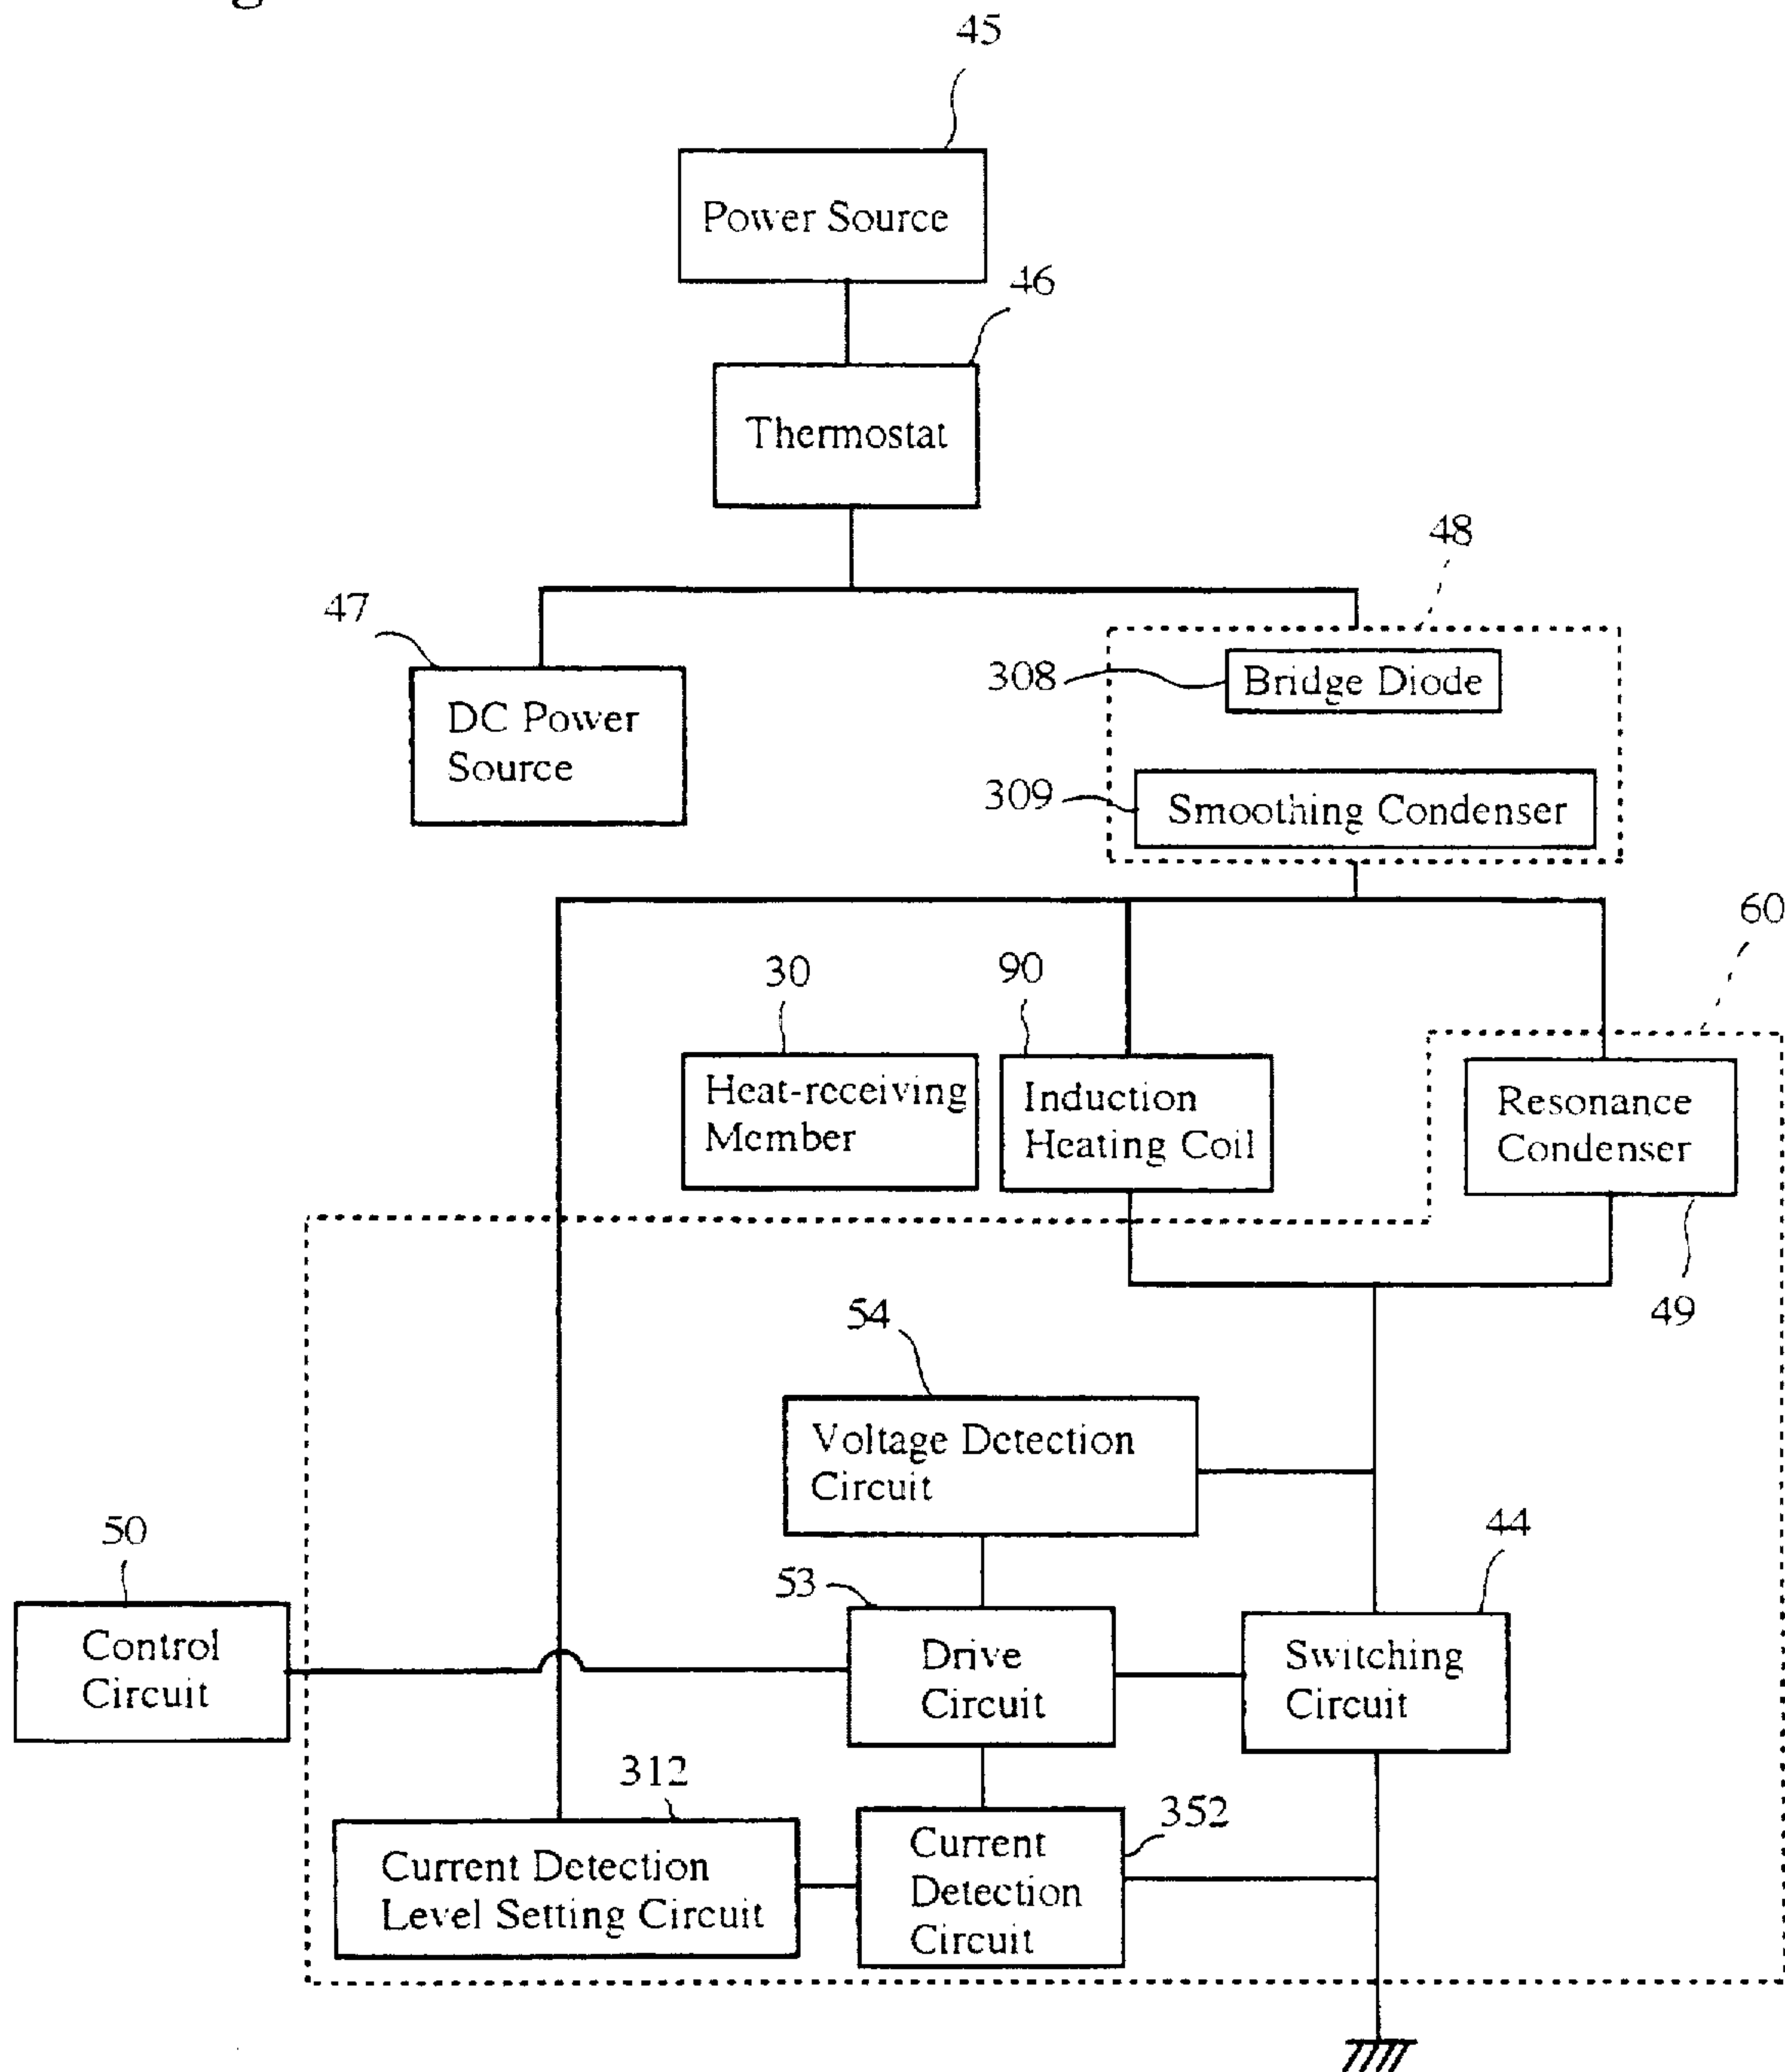 45
Power Source
46
Thermostat
48
47
DC Power
Source
308
Bridge Diode
309
Smoothing Condenser
60
30
90
Heat-receiving
Member
Induction
Heating Coil
Resonance
Condenser
49
54
Voltage Detection
Circuit
50
53
44
Control
Circuit
Drive
Circuit
Switching
Circuit
312
352
Current Detection
Level Setting Circuit
Current
Detection
Circuit